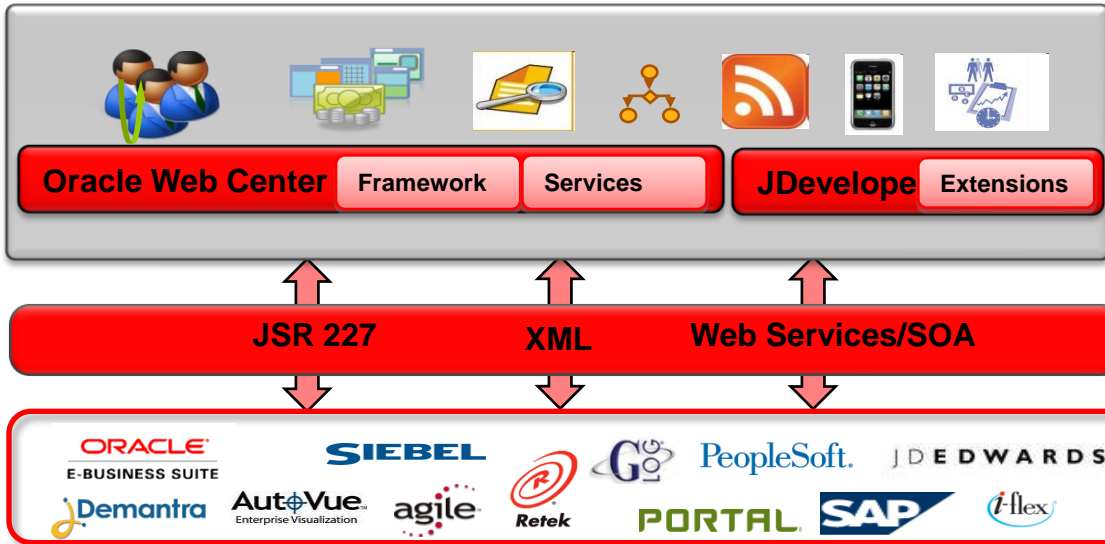 Oracle Web Center
Framework
Services
JDevelope
Extensions
JSR 227
XML
Web Services/SOA
ORACLE
E-BUSINESS SUITE
SIEBEL
GLOG
PeopleSoft.
JDEDWARDS
Demantra
AutoVue
Enterprise Visualization
agile
R
Retek
PORTAL
SAP
i-flex